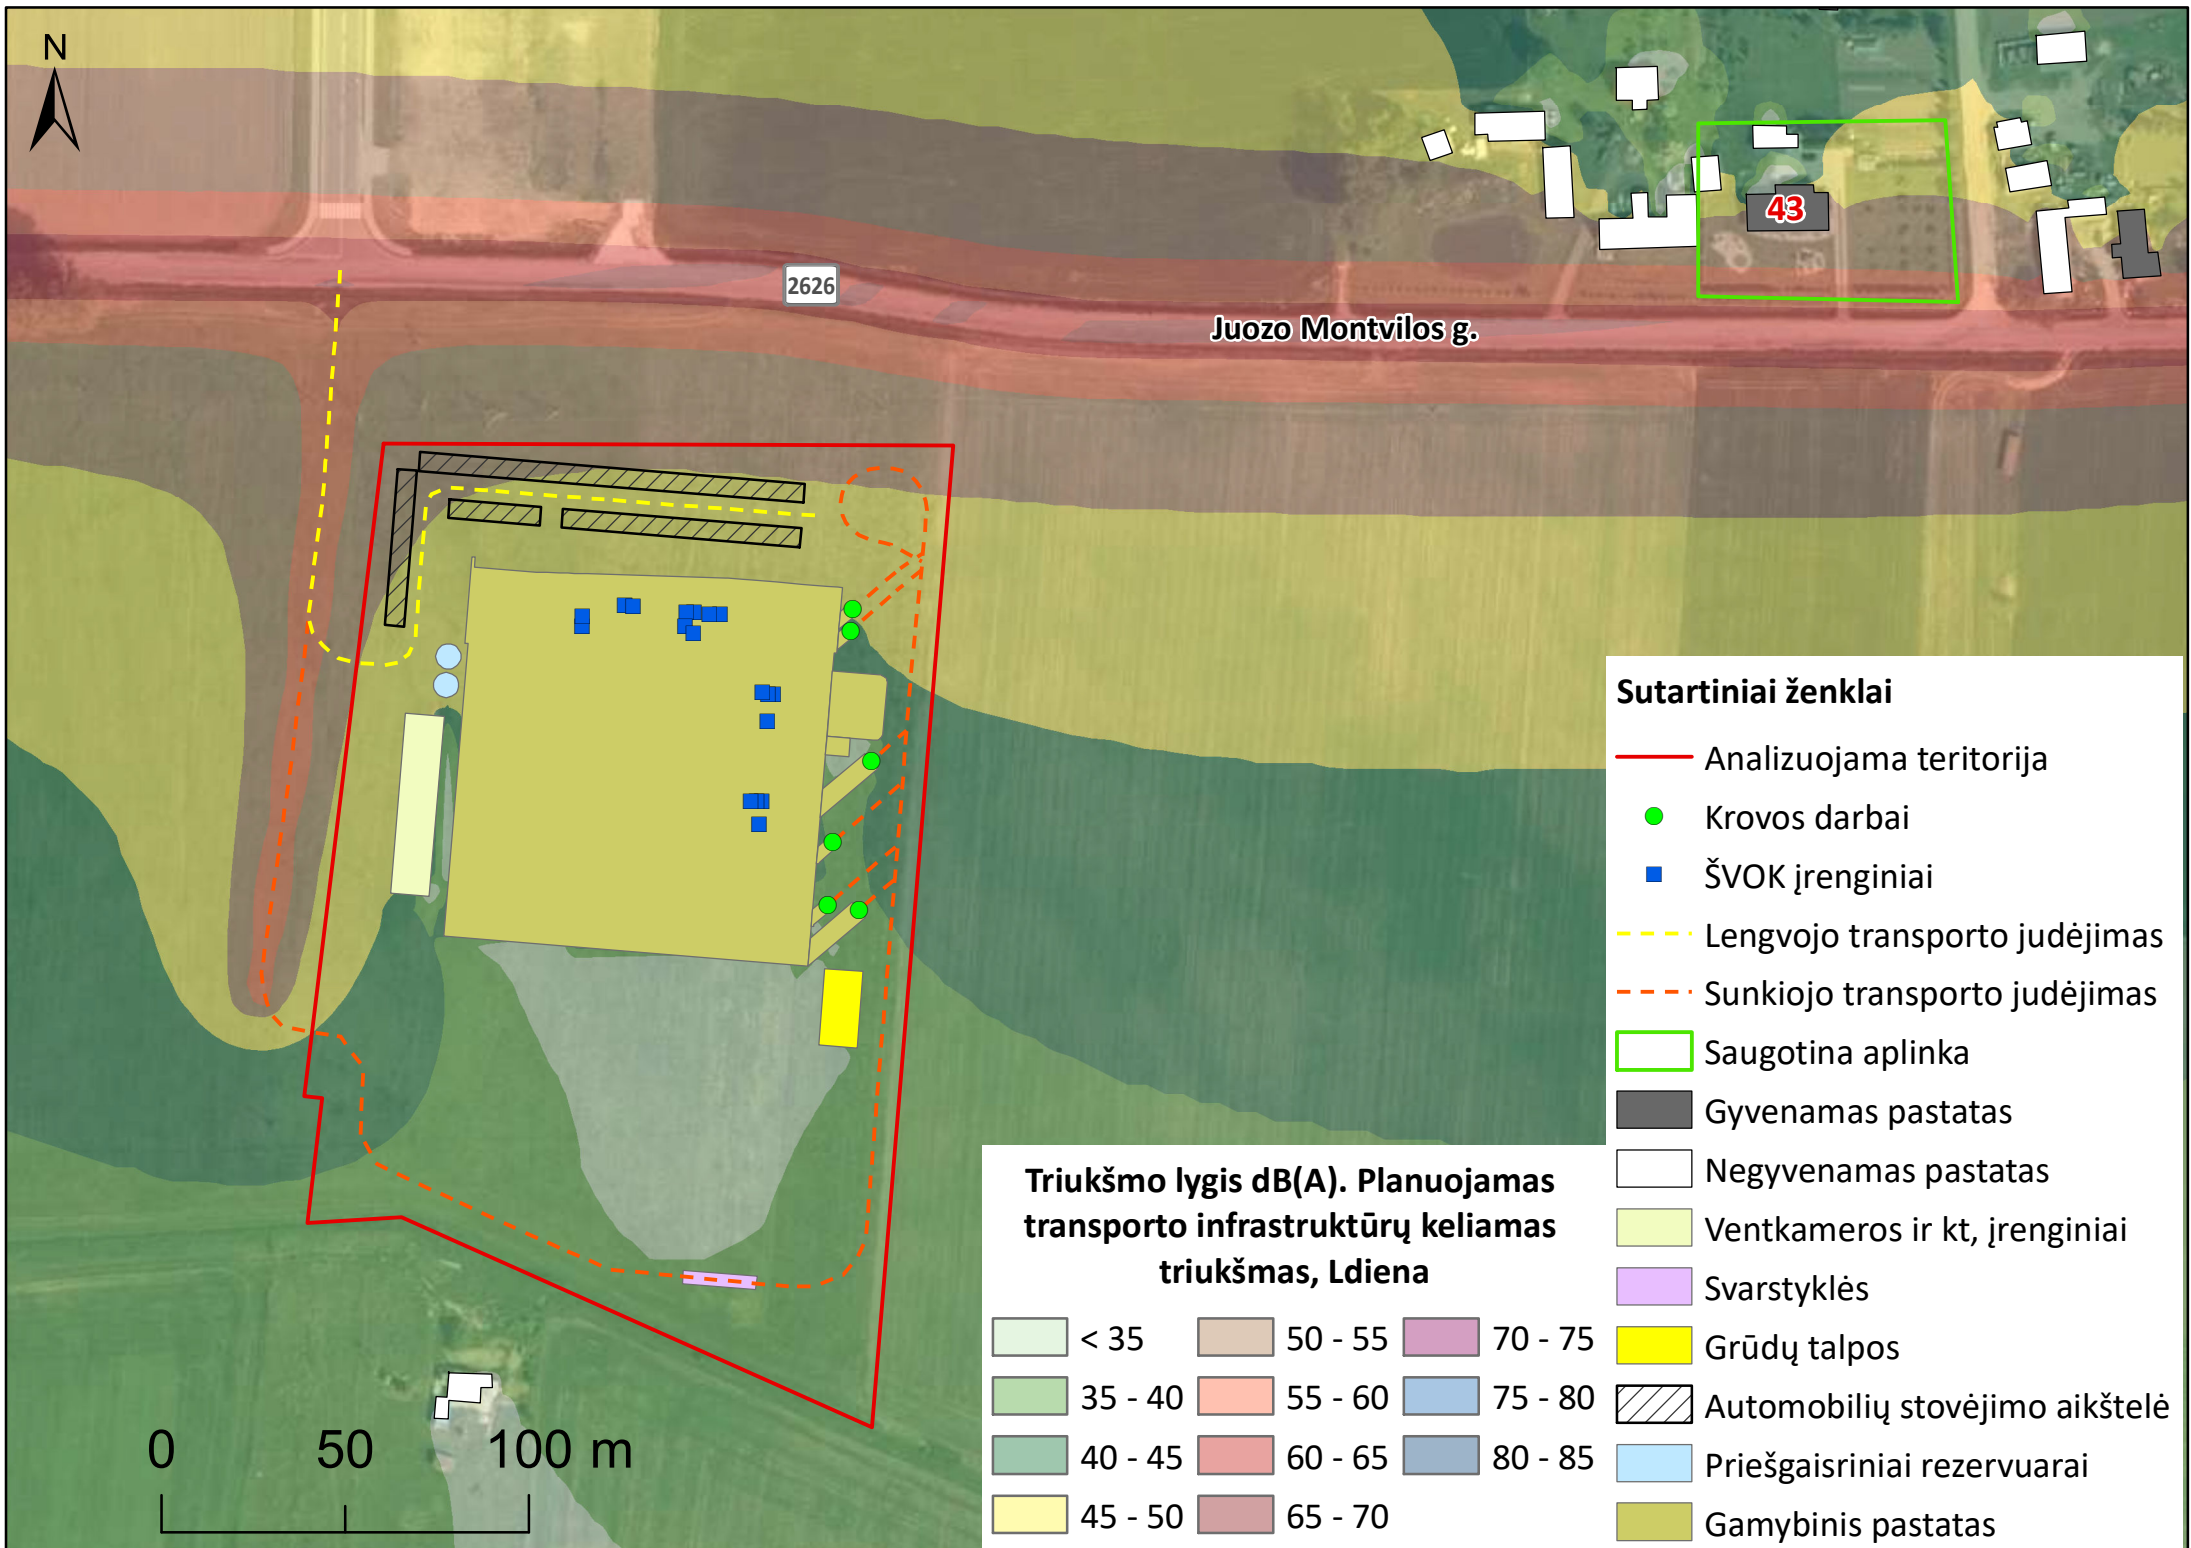 N
43
2626
Juozo Montvilos g.
Sutartiniai ženklai
Analizuojama teritorija
Krovos darbai
ŠVOK įrenginiai
Lengvojo transporto judėjimas
Sunkiojo transporto judėjimas
Saugotina aplinka
Gyvenamas pastatas
Negyvenamas pastatas
Ventkameros ir kt, įrenginiai
Svarstyklės
Grūdų talpos
Automobilių stovėjimo aikštelė
Priešgaisriniai rezervuarai
Gamybinis pastatas
Triukšmo lygis dB(A). Planuojamas
transporto infrastruktūrų keliamas
triukšmas, Ldiena
< 35 50 - 55 70 - 75
35 - 40 55 - 60 75 - 80
40 - 45 60 - 65 80 - 85
45 - 50 65 - 70
0 50 100 m